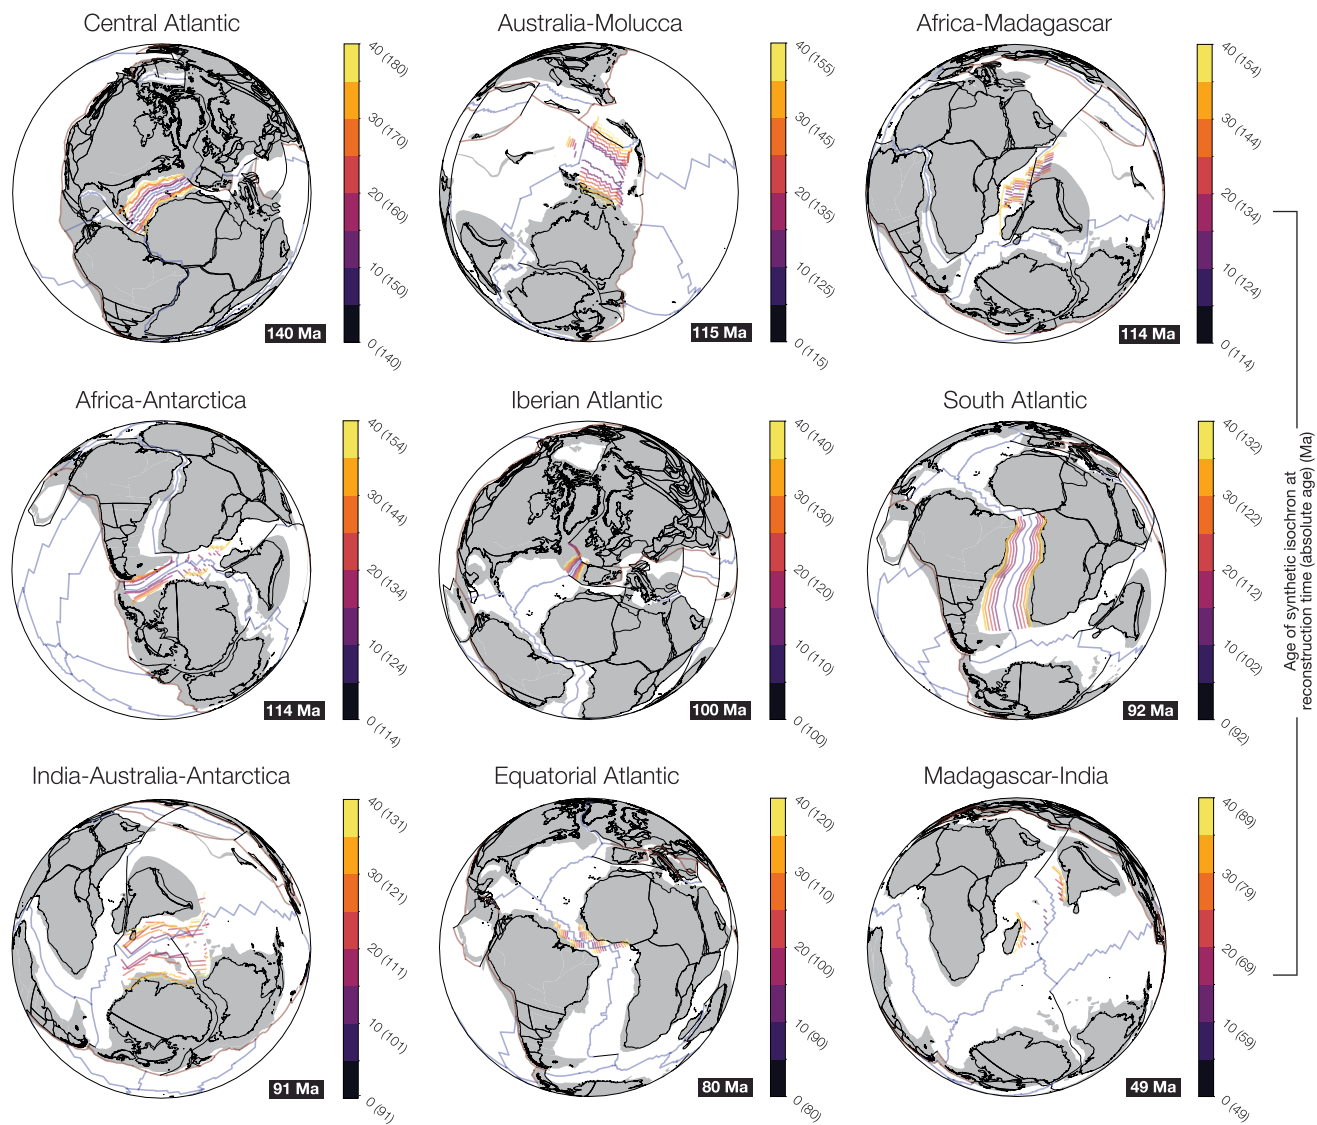 Central Atlantic
40 (180)
30 (170)
20 (160)
10 (150)
0 (140)
140 Ma
Australia-Molucca
40 (155)
30 (145)
20 (135)
10 (125)
0 (115)
115 Ma
Africa-Madagascar
40 (154)
30 (144)
20 (134)
10 (124)
0 (114)
114 Ma
Africa-Antarctica
40 (154)
30 (144)
20 (134)
10 (124)
0 (114)
114 Ma
Iberian Atlantic
40 (140)
30 (130)
20 (120)
10 (110)
0 (100)
100 Ma
South Atlantic
40 (132)
30 (122)
20 (112)
10 (102)
0 (92)
92 Ma
Age of synthetic isochron at
reconstruction time (absolute age) (Ma)
India-Australia-Antarctica
40 (131)
30 (121)
20 (111)
10 (101)
0 (91)
91 Ma
Equatorial Atlantic
40 (120)
30 (110)
20 (100)
10 (90)
0 (80)
80 Ma
Madagascar-India
40 (89)
30 (79)
20 (69)
10 (59)
0 (49)
49 Ma